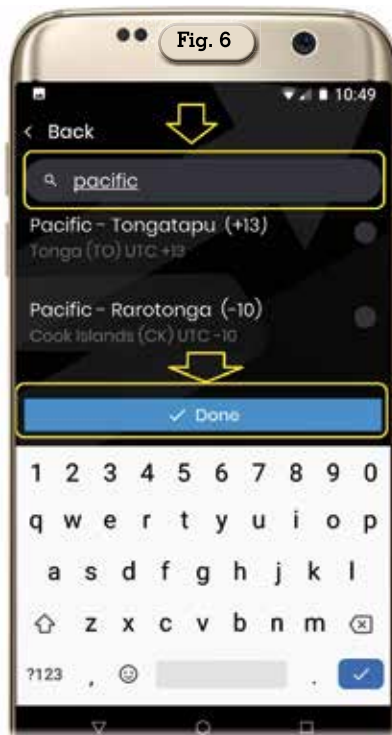 Fig. 6
10:49
< Back
pacific
Pacific - Tongatapu (+13)
Tonga (TO) UTC +13
Pacific - Rarotonga (-10)
Cook Islands (CK) UTC -10
✓ Done
1 2 3 4 5 6 7 8 9 0
q w e r t y u i o p
a s d f g h j k l
z x c v b n m
?123 , .